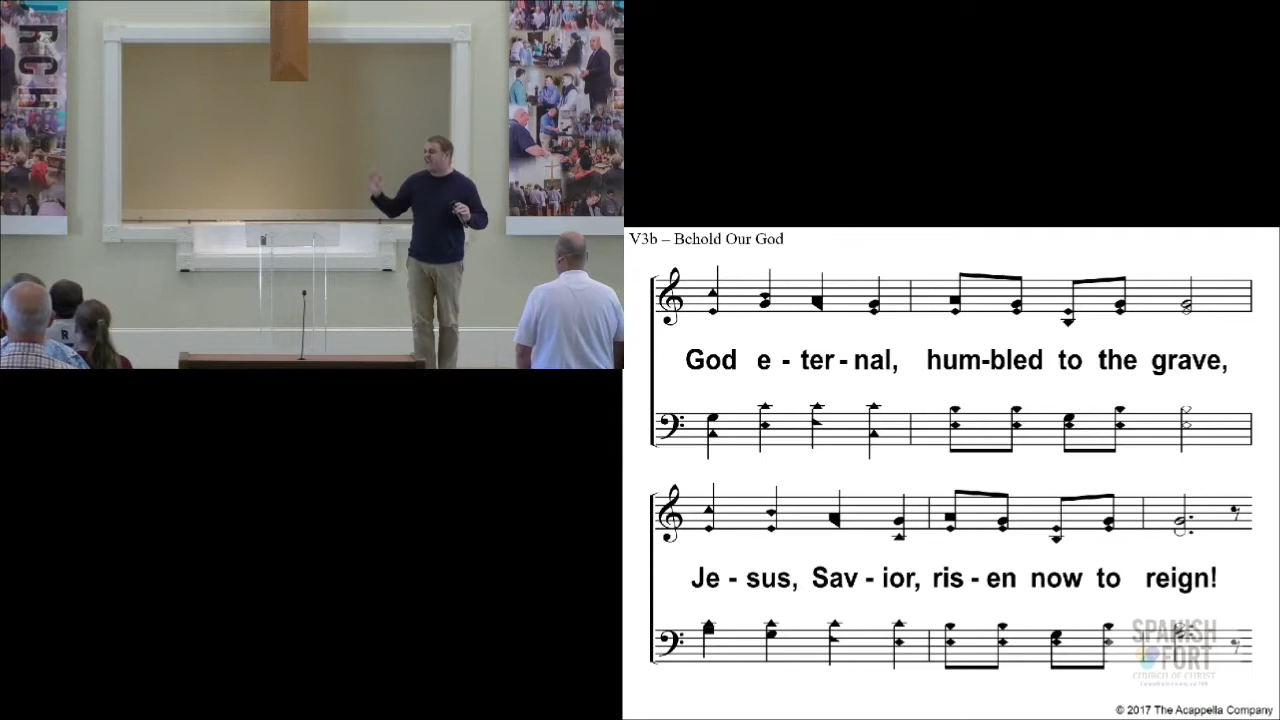 RCH
R
V3b – Behold Our God
God e - ter - nal, hum-bled to the grave,
Je - sus, Sav - ior, ris - en now to reign!
SPANISH
FORT
CHURCH OF CHRIST
© 2017 The Acappella Company